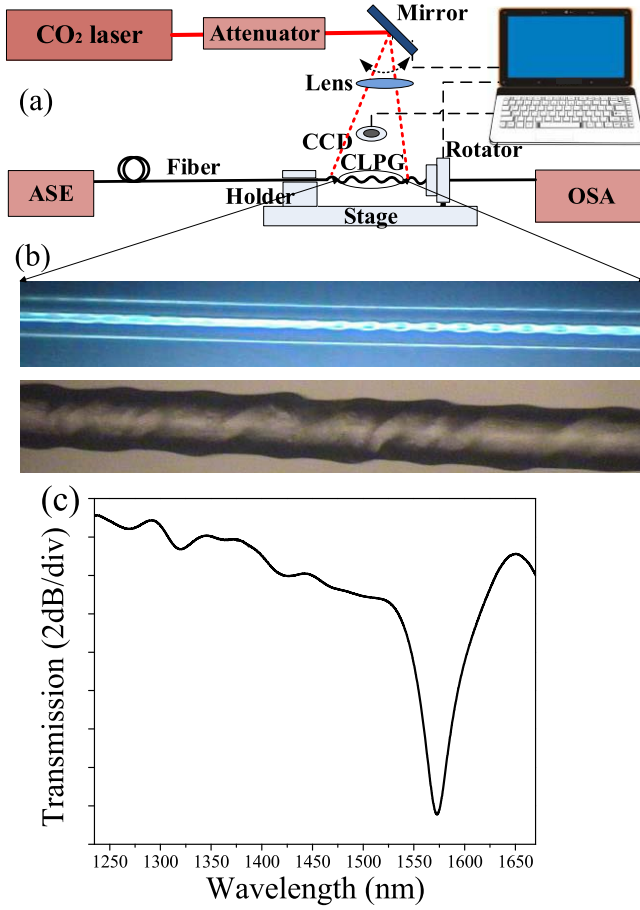 Mirror
CO2 laser
Attenuator
Lens
(a)
CCD
Rotator
CLPG
Fiber
ASE
Holder
OSA
Stage
(b)
(c)
Transmission (2dB/div)
1250 1300 1350 1400 1450 1500 1550 1600 1650
Wavelength (nm)